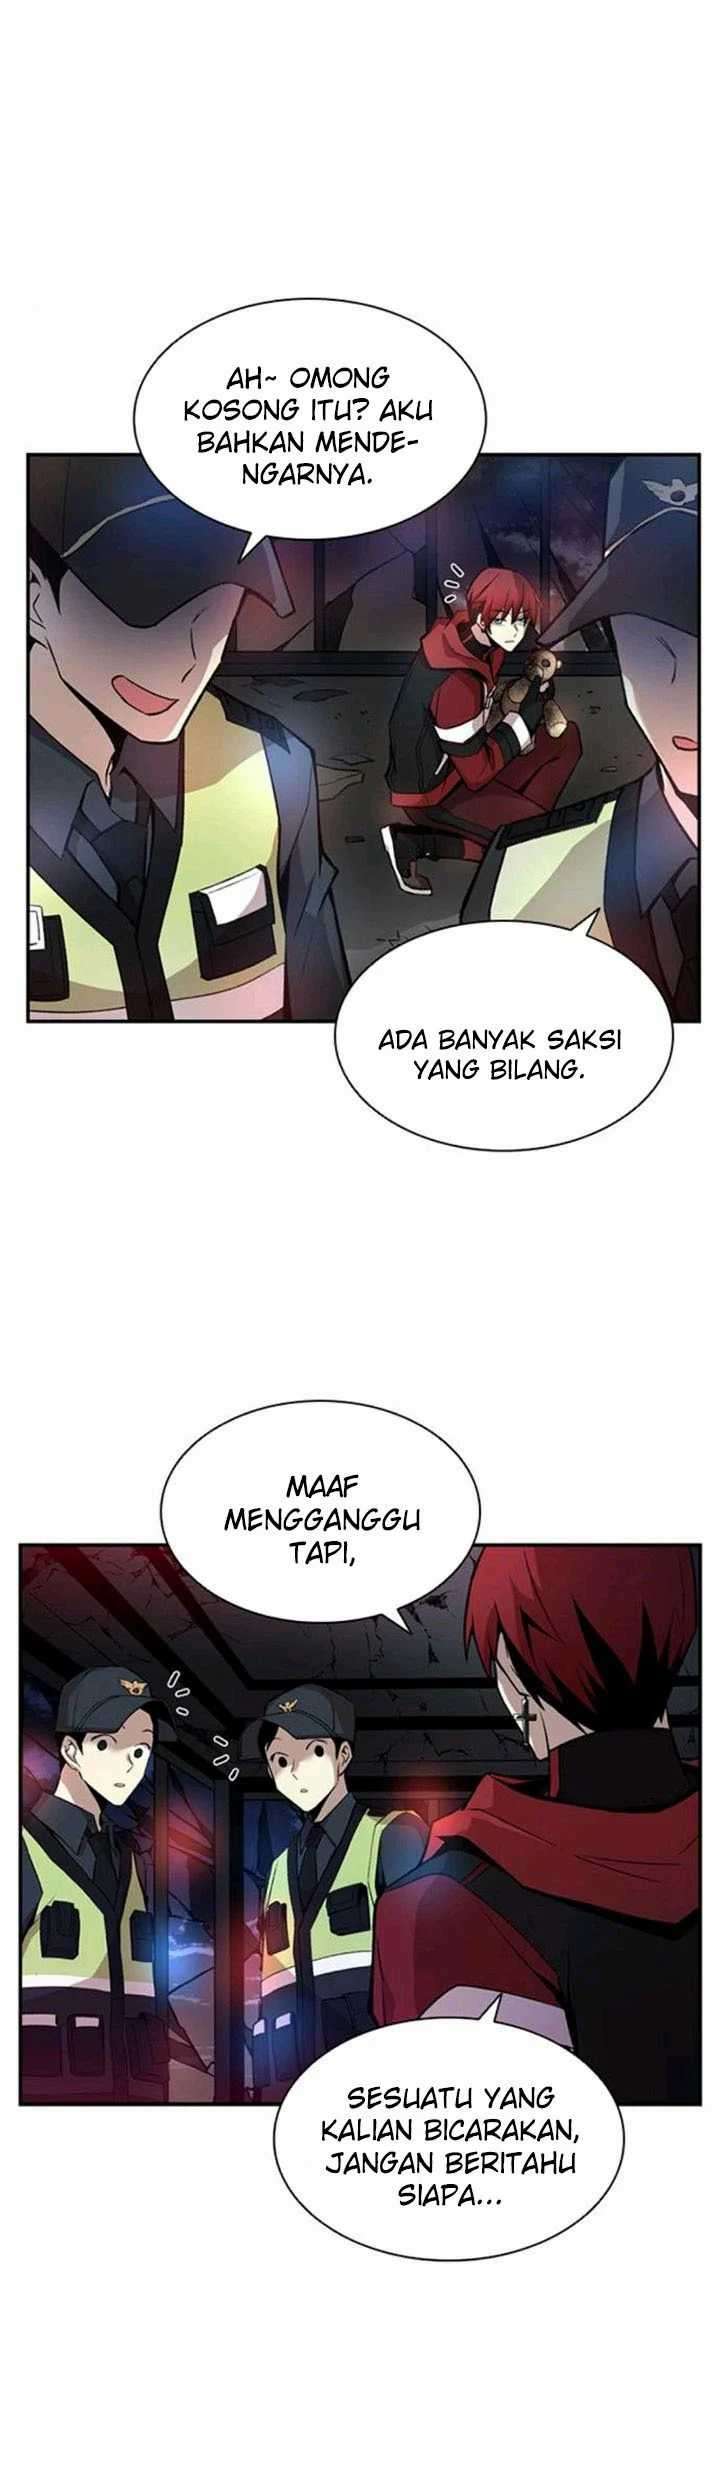 AH~ OMONG
KOSONG ITU? AKU
BAHKAN MENDE-
NGARNYA.
ADA BANYAK SAKSI
YANG BILANG.
MAAF
MENGGANGGU
TAPI,
SESUATU YANG
KALIAN BICARAKAN,
JANGAN BERITAHU
SIAPA...